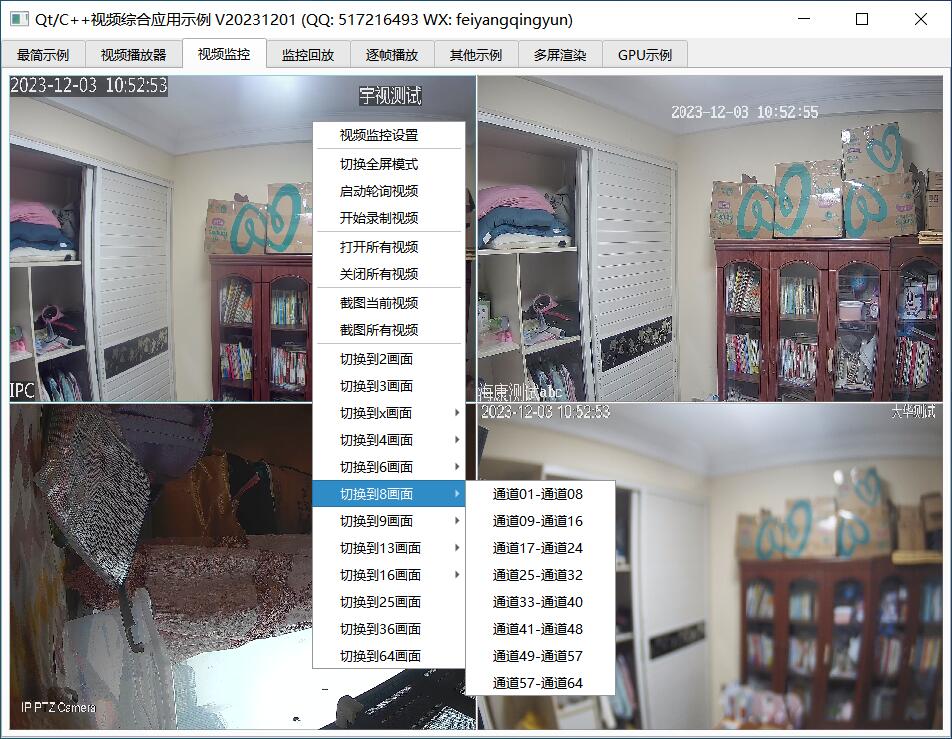 Qt/C++视频综合应用示例 V20231201 (QQ: 517216493 WX: feiyangqingyun)
最简示例 视频播放器 视频监控 监控回放 逐帧播放 其他示例 多屏渲染 GPU示例
2023-12-03 10:52:53
宇视测试
IPC
2023-12-03 10:52:55
海康测试abc
视频监控设置
切换全屏模式
启动轮询视频
开始录制视频
打开所有视频
关闭所有视频
截图当前视频
截图所有视频
切换到2画面
切换到3画面
切换到x画面
切换到4画面
切换到6画面
切换到8画面
切换到9画面
切换到13画面
切换到16画面
切换到25画面
切换到36画面
切换到64画面
通道01-通道08
通道09-通道16
通道17-通道24
通道25-通道32
通道33-通道40
通道41-通道48
通道49-通道57
通道57-通道64
IP PTZ Camera
2023-12-03 10:52:53
大华测试